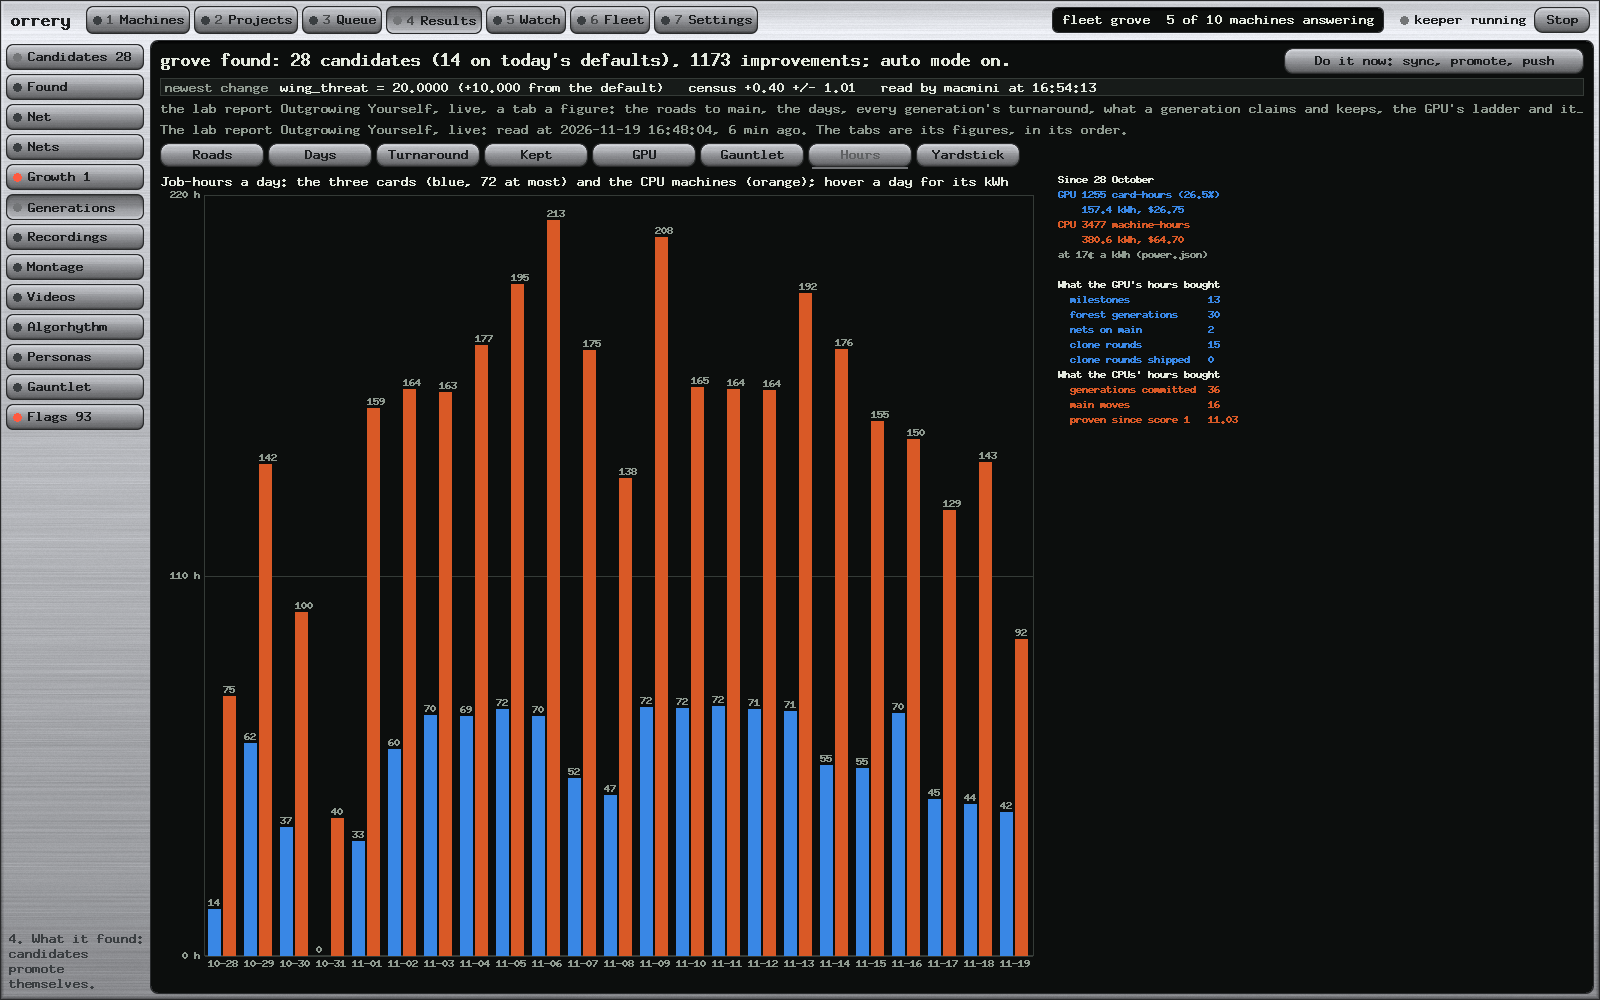 orrery
1 Machines
2 Projects
3 Queue
4 Results
5 Watch
6 Fleet
7 Settings
fleet grove  5 of 10 machines answering
keeper running
Stop
Candidates 28
Found
Net
Nets
Growth 1
Generations
Recordings
Montage
Videos
Algorhythm
Personas
Gauntlet
Flags 93
4. What it found:
candidates
promote
themselves.
grove found: 28 candidates (14 on today's defaults), 1173 improvements; auto mode on.
Do it now: sync, promote, push
newest change  wing_threat = 20.0000 (+10.000 from the default)   census +0.40 +/- 1.01   read by macmini at 16:54:13
the lab report Outgrowing Yourself, live, a tab a figure: the roads to main, the days, every generation's turnaround, what a generation claims and keeps, the GPU's ladder and it…
The lab report Outgrowing Yourself, live: read at 2026-11-19 16:48:04, 6 min ago. The tabs are its figures, in its order.
Roads
Days
Turnaround
Kept
GPU
Gauntlet
Hours
Yardstick
Job-hours a day: the three cards (blue, 72 at most) and the CPU machines (orange); hover a day for its kWh
220 h
110 h
0 h
14 75
62 142
37 100
0 40
33 159
60 164
70 163
69 177
72 195
70 213
52 175
47 138
72 208
72 165
72 164
71 164
71 192
55 176
55 155
70 150
45 129
44 143
42 92
10-28 10-29 10-30 10-31 11-01 11-02 11-03 11-04 11-05 11-06 11-07 11-08 11-09 11-10 11-11 11-12 11-13 11-14 11-15 11-16 11-17 11-18 11-19
Since 28 October
GPU 1255 card-hours (26.5%)
157.4 kWh, $26.75
CPU 3477 machine-hours
380.6 kWh, $64.70
at 17¢ a kWh (power.json)
What the GPU's hours bought
milestones 13
forest generations 30
nets on main 2
clone rounds 15
clone rounds shipped 0
What the CPUs' hours bought
generations committed 36
main moves 16
proven since score 1 11.03